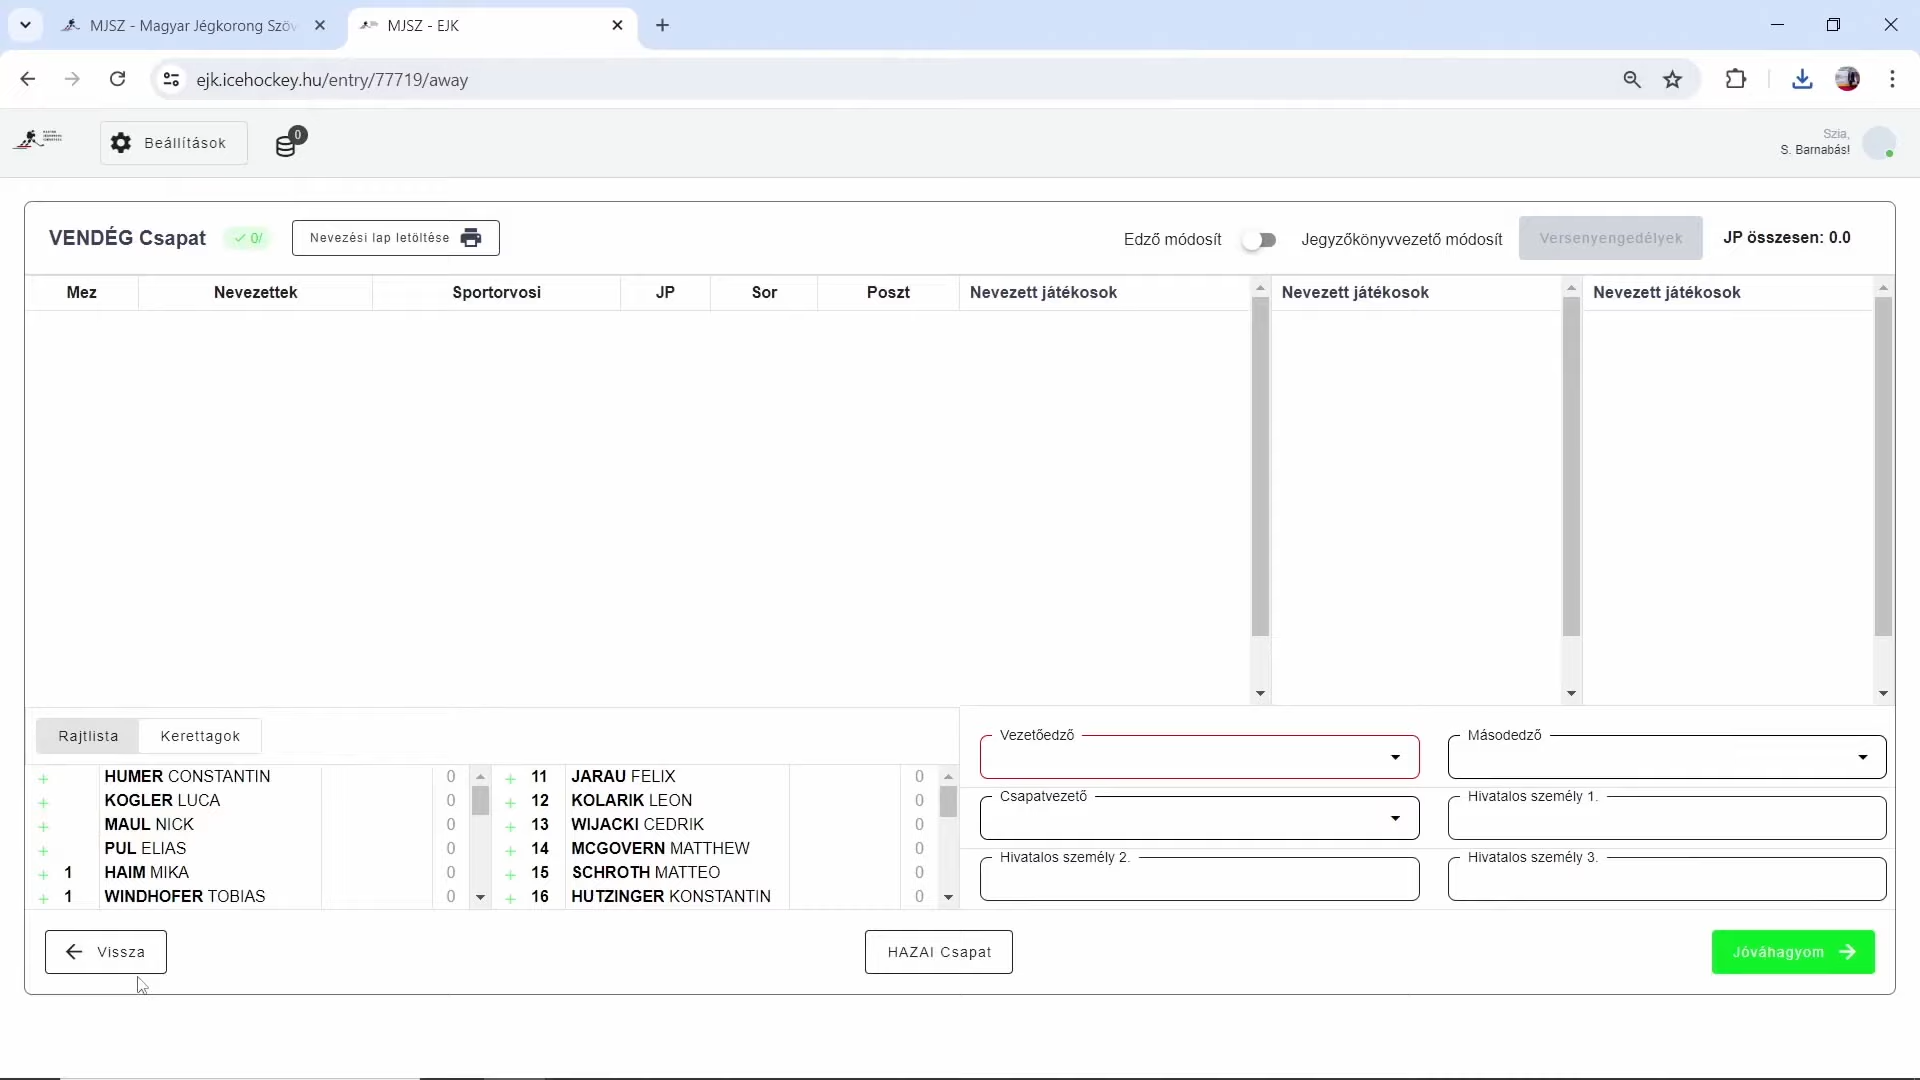 MJSZ - Magyar Jégkorong Szöv
MJSZ - EJK
ejk.icehockey.hu/entry/77719/away
Beállítások
0
Szia,
S. Barnabás!
VENDÉG Csapat
0/
Nevezési lap letöltése
Edző módosít
Jegyzőkönyvvezető módosít
Versenyengedélyek
JP összesen: 0.0
Mez Nevezettek Sportorvosi JP Sor Poszt Nevezett játékosok Nevezett játékosok Nevezett játékosok
Rajtlista Kerettagok
+ HUMER CONSTANTIN 0
+ KOGLER LUCA 0
+ MAUL NICK 0
+ PUL ELIAS 0
+ 1 HAIM MIKA 0
+ 1 WINDHOFER TOBIAS 0
+ 11 JARAU FELIX 0
+ 12 KOLARIK LEON 0
+ 13 WIJACKI CEDRIK 0
+ 14 MCGOVERN MATTHEW 0
+ 15 SCHROTH MATTEO 0
+ 16 HUTZINGER KONSTANTIN 0
Vezetőedző
Másodedző
Csapatvezető
Hivatalos személy 1.
Hivatalos személy 2.
Hivatalos személy 3.
Vissza
HAZAI Csapat
Jóváhagyom